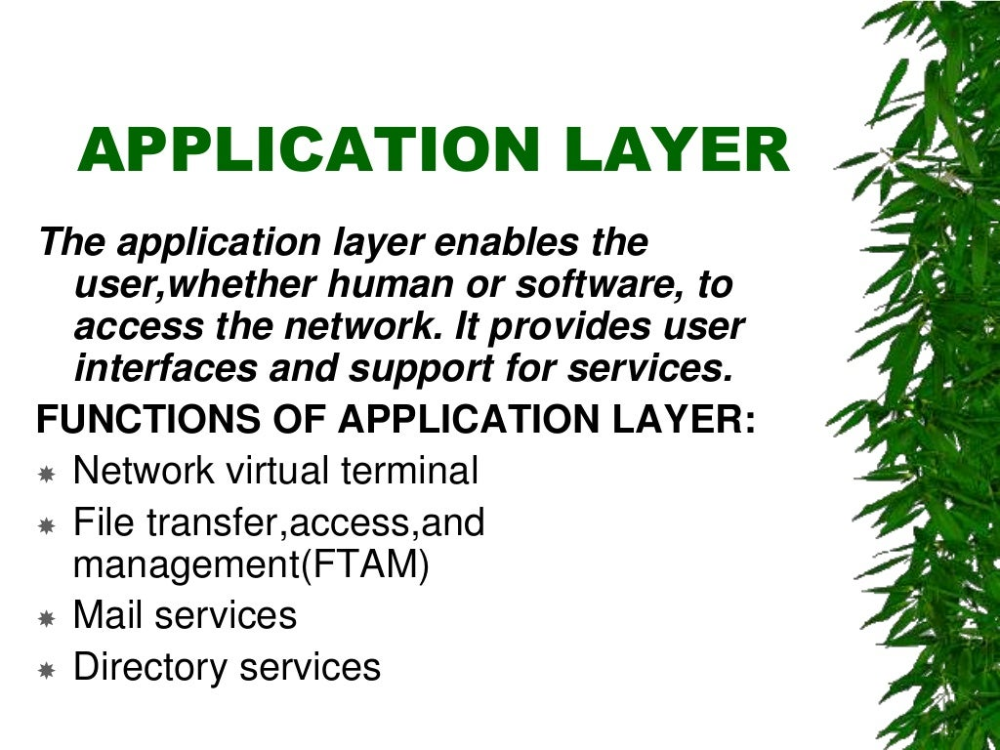 APPLICATION LAYER
The application layer enables the
user,whether human or software, to
access the network. It provides user
interfaces and support for services.
FUNCTIONS OF APPLICATION LAYER:
Network virtual terminal
File transfer,access,and
management(FTAM)
Mail services
Directory services